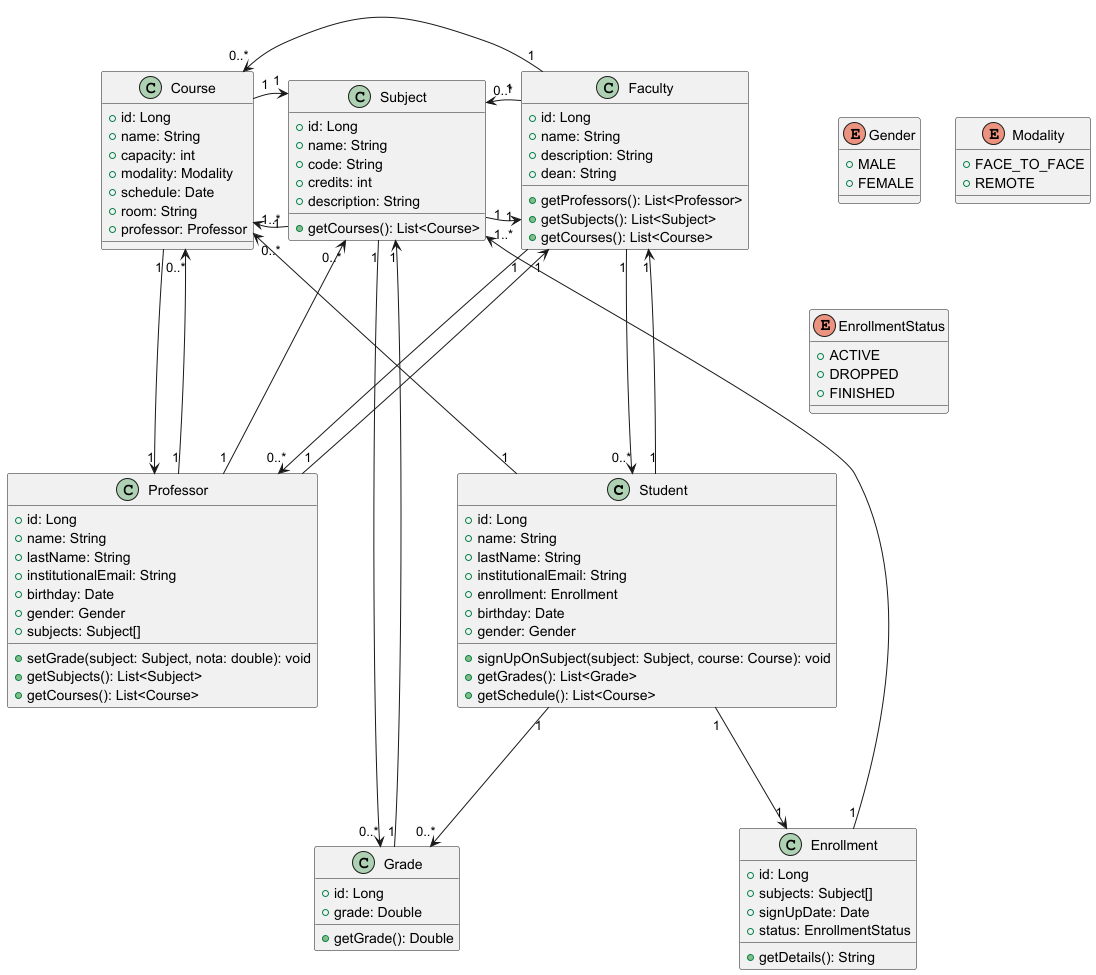 0..*
1
C Course
id: Long
name: String
capacity: int
modality: Modality
schedule: Date
room: String
professor: Professor
1
1
C Subject
id: Long
name: String
code: String
credits: int
description: String
getCourses(): List<Course>
0..*
1
C Faculty
id: Long
name: String
description: String
dean: String
getProfessors(): List<Professor>
getSubjects(): List<Subject>
getCourses(): List<Course>
E Gender
MALE
FEMALE
E Modality
FACE_TO_FACE
REMOTE
1..*
1
1
1
1..*
0..*
1
0..*
0..*
1
1
1
1
1
1
E EnrollmentStatus
ACTIVE
DROPPED
FINISHED
1
1
1
0..*
1
1
0..*
1
C Professor
id: Long
name: String
lastName: String
institutionalEmail: String
birthday: Date
gender: Gender
subjects: Subject[]
setGrade(subject: Subject, nota: double): void
getSubjects(): List<Subject>
getCourses(): List<Course>
C Student
id: Long
name: String
lastName: String
institutionalEmail: String
enrollment: Enrollment
birthday: Date
gender: Gender
signUpOnSubject(subject: Subject, course: Course): void
getGrades(): List<Grade>
getSchedule(): List<Course>
1
1
0..*
1
0..*
1
1
C Grade
id: Long
grade: Double
getGrade(): Double
C Enrollment
id: Long
subjects: Subject[]
signUpDate: Date
status: EnrollmentStatus
getDetails(): String